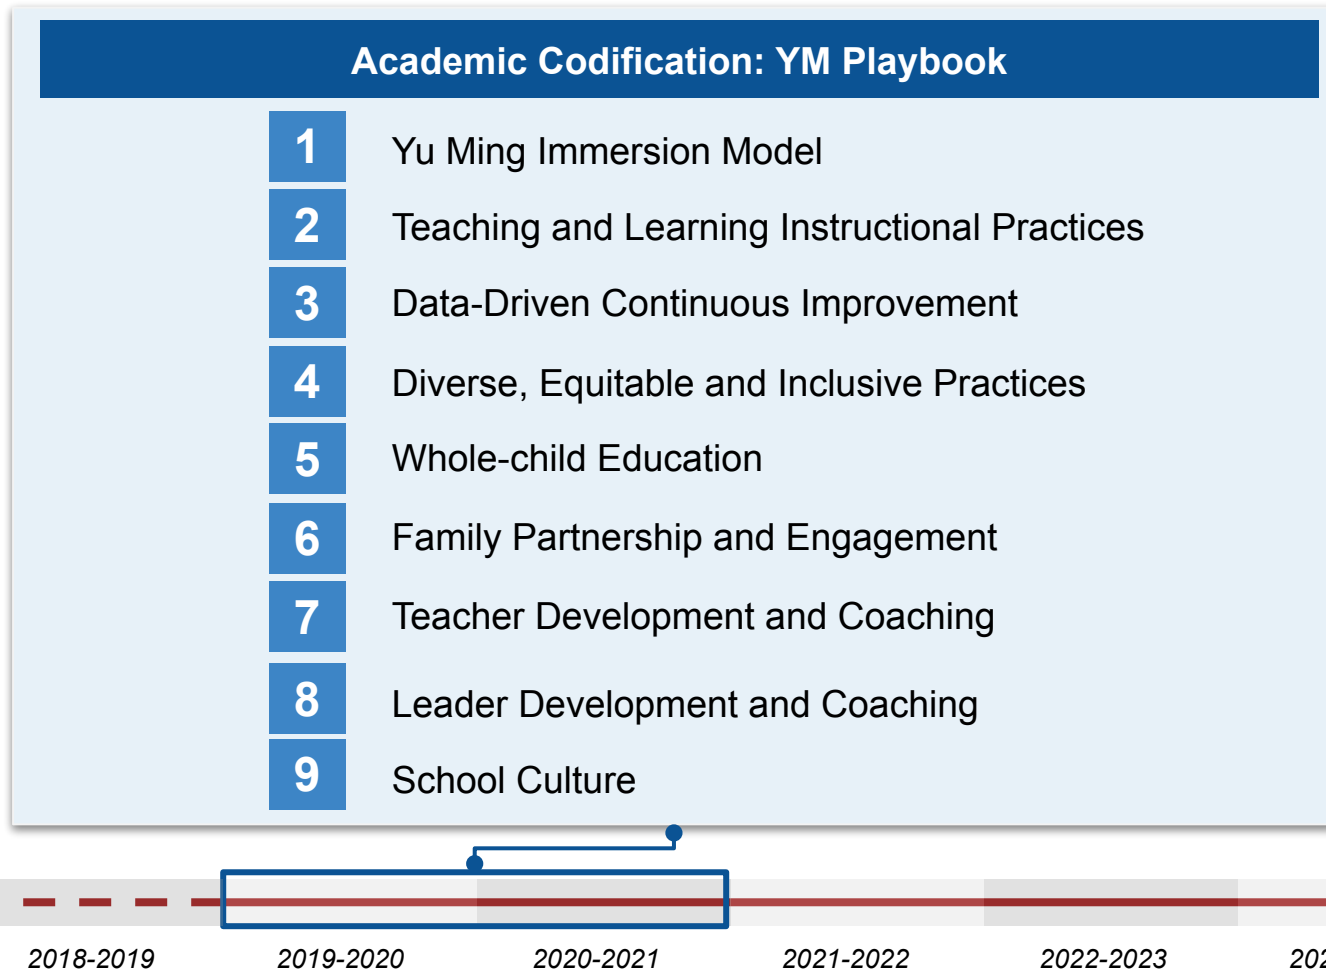 Academic Codification: YM Playbook
1 Yu Ming Immersion Model
2 Teaching and Learning Instructional Practices
3 Data-Driven Continuous Improvement
4 Diverse, Equitable and Inclusive Practices
5 Whole-child Education
6 Family Partnership and Engagement
7 Teacher Development and Coaching
8 Leader Development and Coaching
9 School Culture
2018-2019 2019-2020 2020-2021 2021-2022 2022-2023